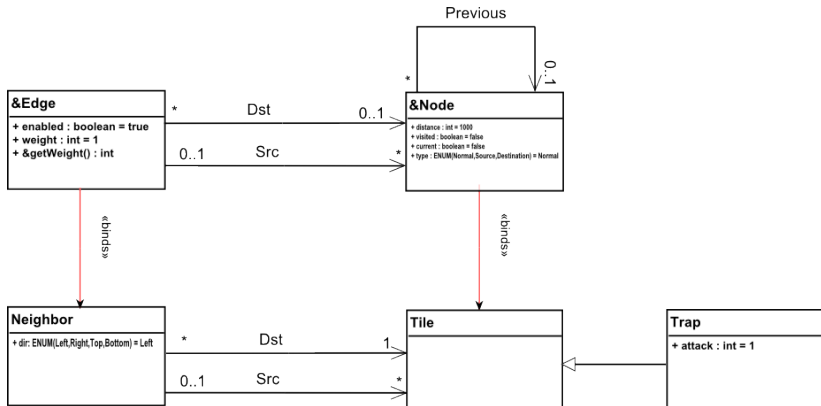 Previous
*
0..1
&Edge
+ enabled : boolean = true
+ weight : int = 1
+ &getWeight() : int
*
Dst
0..1
0..1
Src
*
&Node
+ distance : int = 1000
+ visited : boolean = false
+ current : boolean = false
+ type : ENUM(Normal,Source,Destination) = Normal
«binds»
«binds»
Neighbor
+ dir: ENUM(Left,Right,Top,Bottom) = Left
*
Dst
1
0..1
Src
*
Tile
Trap
+ attack : int = 1